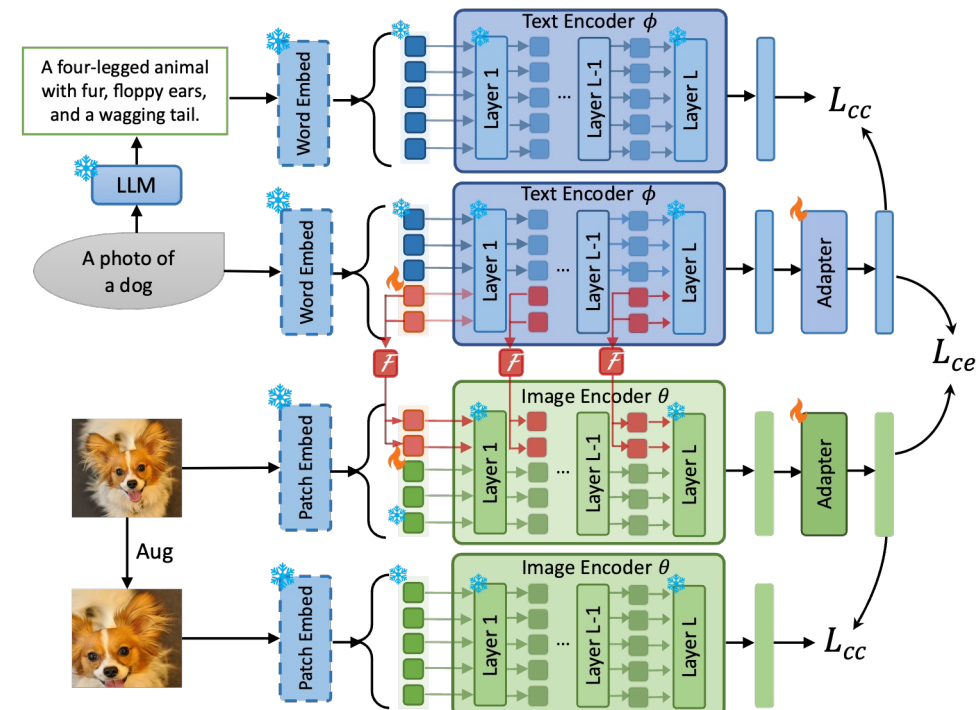 Text Encoder ϕ
A four-legged animal
with fur, floppy ears,
and a wagging tail.
Word Embed
Layer 1
...
Layer L-1
Layer L
L_cc
LLM
Text Encoder ϕ
A photo of
a dog
Word Embed
Layer 1
...
Layer L-1
Layer L
Adapter
F
F
F
L_ce
Image Encoder θ
Patch Embed
Layer 1
...
Layer L-1
Layer L
Adapter
Aug
Image Encoder θ
Patch Embed
Layer 1
...
Layer L-1
Layer L
L_cc